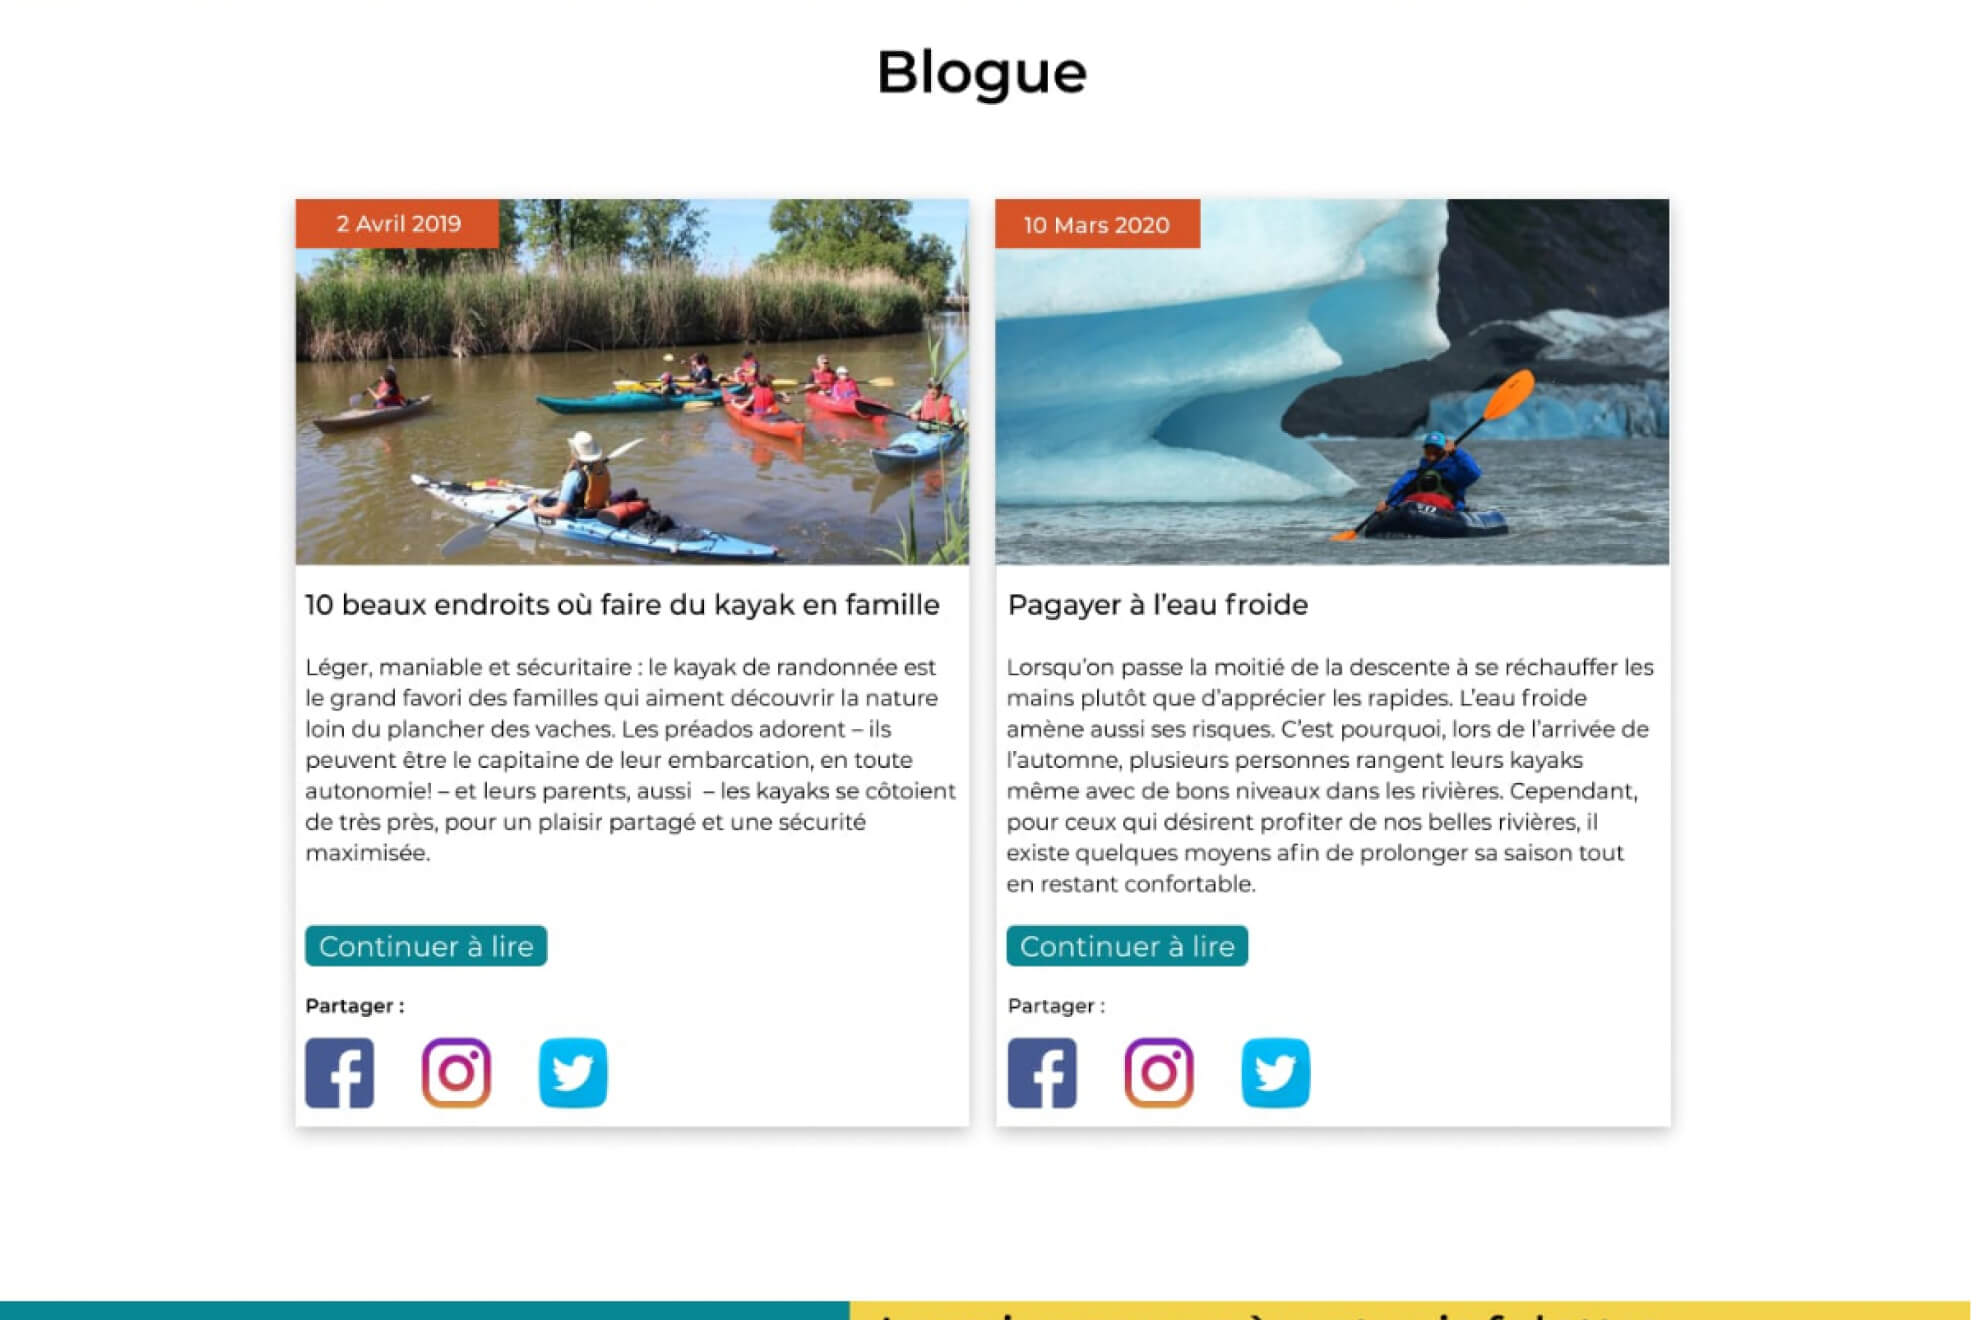 Blogue
2 Avril 2019
10 beaux endroits où faire du kayak en famille
Léger, maniable et sécuritaire : le kayak de randonnée est
le grand favori des familles qui aiment découvrir la nature
loin du plancher des vaches. Les préados adorent – ils
peuvent être le capitaine de leur embarcation, en toute
autonomie! – et leurs parents, aussi – les kayaks se côtoient
de très près, pour un plaisir partagé et une sécurité
maximisée.
Continuer à lire
Partager :
10 Mars 2020
Pagayer à l'eau froide
Lorsqu'on passe la moitié de la descente à se réchauffer les
mains plutôt que d'apprécier les rapides. L'eau froide
amène aussi ses risques. C'est pourquoi, lors de l'arrivée de
l'automne, plusieurs personnes rangent leurs kayaks
même avec de bons niveaux dans les rivières. Cependant,
pour ceux qui désirent profiter de nos belles rivières, il
existe quelques moyens afin de prolonger sa saison tout
en restant confortable.
Continuer à lire
Partager :